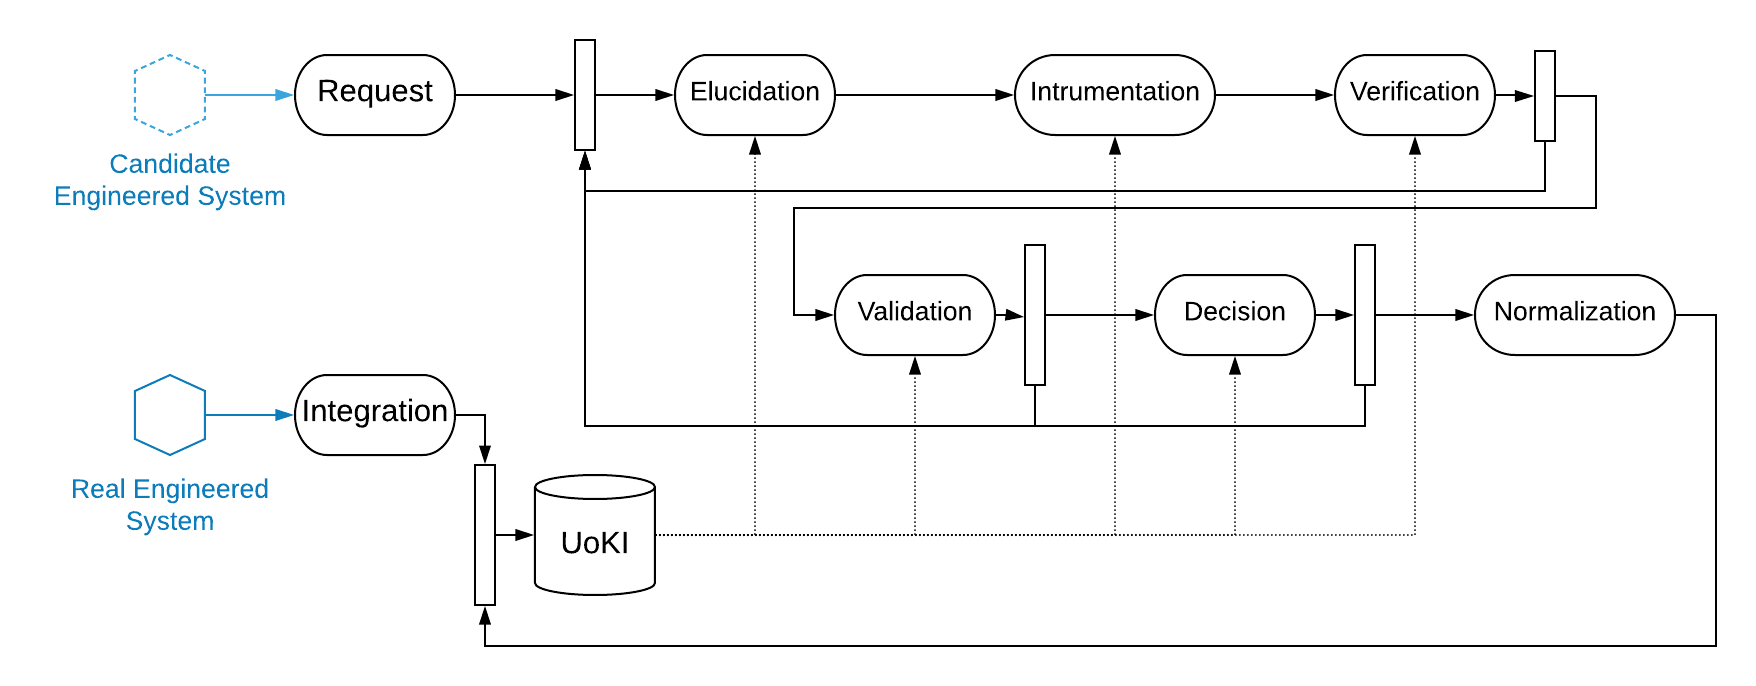 Request
Elucidation
Intrumentation
Verification
Candidate
Engineered System
Validation
Decision
Normalization
Integration
Real Engineered
System
UoKI